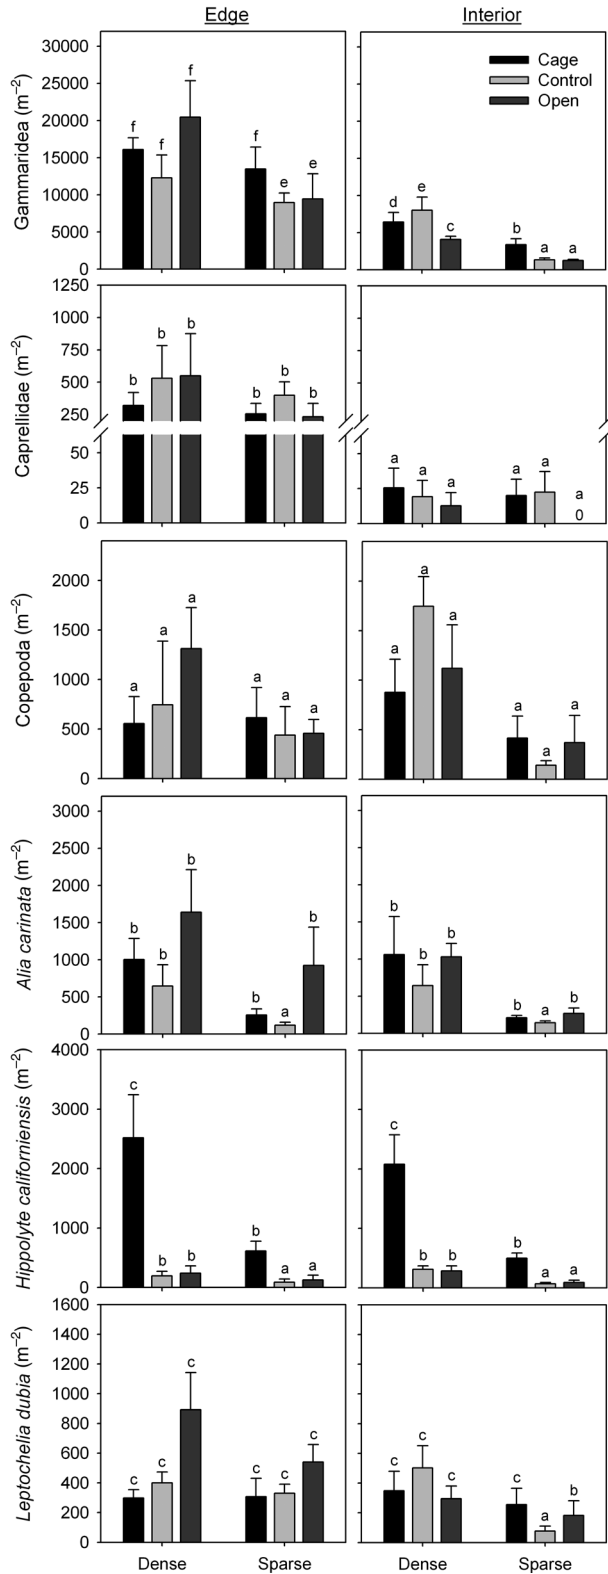 Edge Interior
Gammaridea (m⁻²)
30000
25000
20000
15000
10000
5000
0
f f f f e e
Cage
Control
Open
d e c b a a
Caprellidae (m⁻²)
1250
1000
750
500
250
50
25
0
b b b b b b
a a a a a a
0
Copepoda (m⁻²)
2000
1500
1000
500
0
a a a a a a
a a a a a a
Alia carinata (m⁻²)
3000
2500
2000
1500
1000
500
0
b b b b a b
b b b b a b
Hippolyte californiensis (m⁻²)
4000
3000
2000
1000
0
c b b b a a
c b b b a a
Leptochelia dubia (m⁻²)
1600
1400
1200
1000
800
600
400
200
0
c c c c c c
c c c c a b
Dense Sparse Dense Sparse